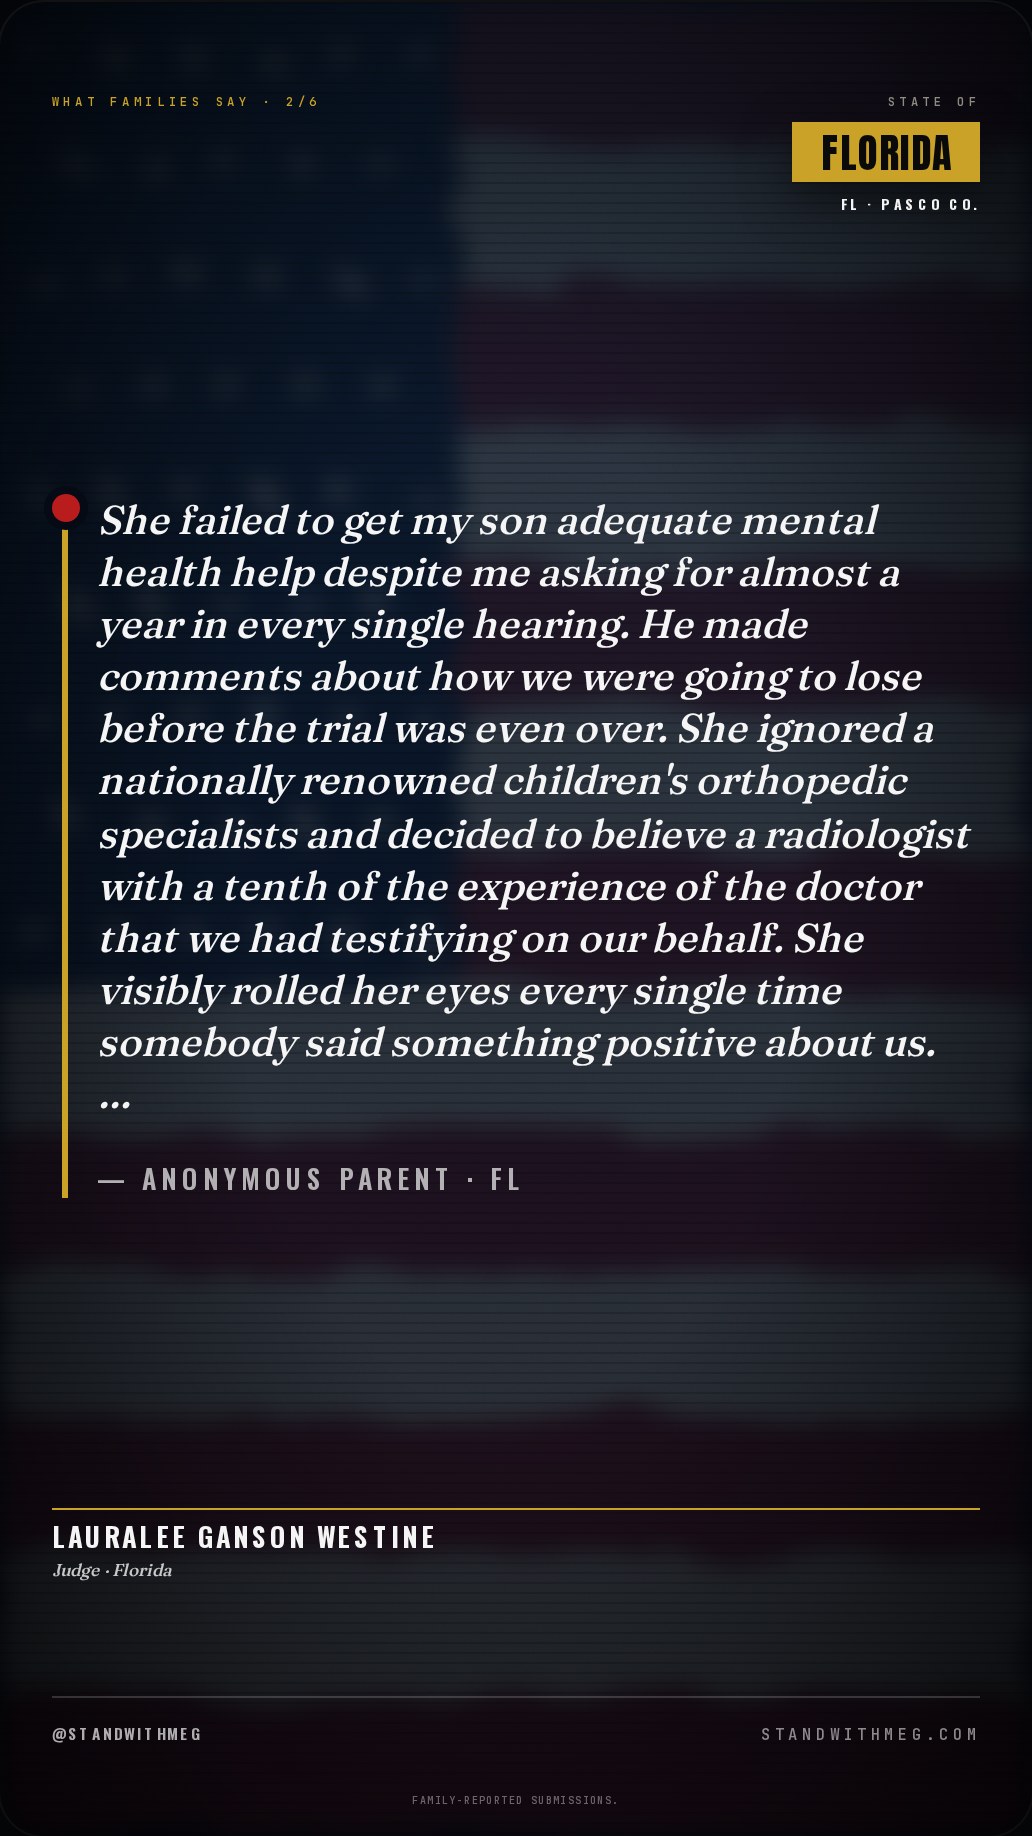 WHAT FAMILIES SAY · 2/6
STATE OF
FLORIDA
FL · PASCO CO.
She failed to get my son adequate mental
health help despite me asking for almost a
year in every single hearing. He made
comments about how we were going to lose
before the trial was even over. She ignored a
nationally renowned children's orthopedic
specialists and decided to believe a radiologist
with a tenth of the experience of the doctor
that we had testifying on our behalf. She
visibly rolled her eyes every single time
somebody said something positive about us.
...
— ANONYMOUS PARENT · FL
LAURALEE GANSON WESTINE
Judge · Florida
@STANDWITHMEG
STANDWITHMEG.COM
FAMILY-REPORTED SUBMISSIONS.